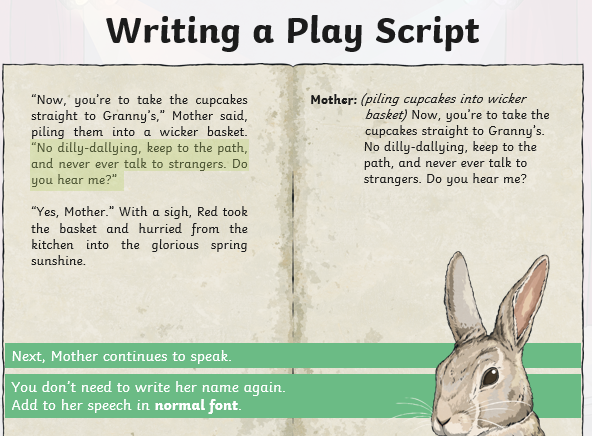 Writing a Play Script
“Now, you’re to take the cupcakes
straight to Granny’s,” Mother said,
piling them into a wicker basket.
“No dilly-dallying, keep to the path,
and never ever talk to strangers. Do
you hear me?”
“Yes, Mother.” With a sigh, Red took
the basket and hurried from the
kitchen into the glorious spring
sunshine.
Mother: (piling cupcakes into wicker
basket) Now, you’re to take the
cupcakes straight to Granny’s.
No dilly-dallying, keep to the
path, and never ever talk to
strangers. Do you hear me?
Next, Mother continues to speak.
You don’t need to write her name again.
Add to her speech in normal font.